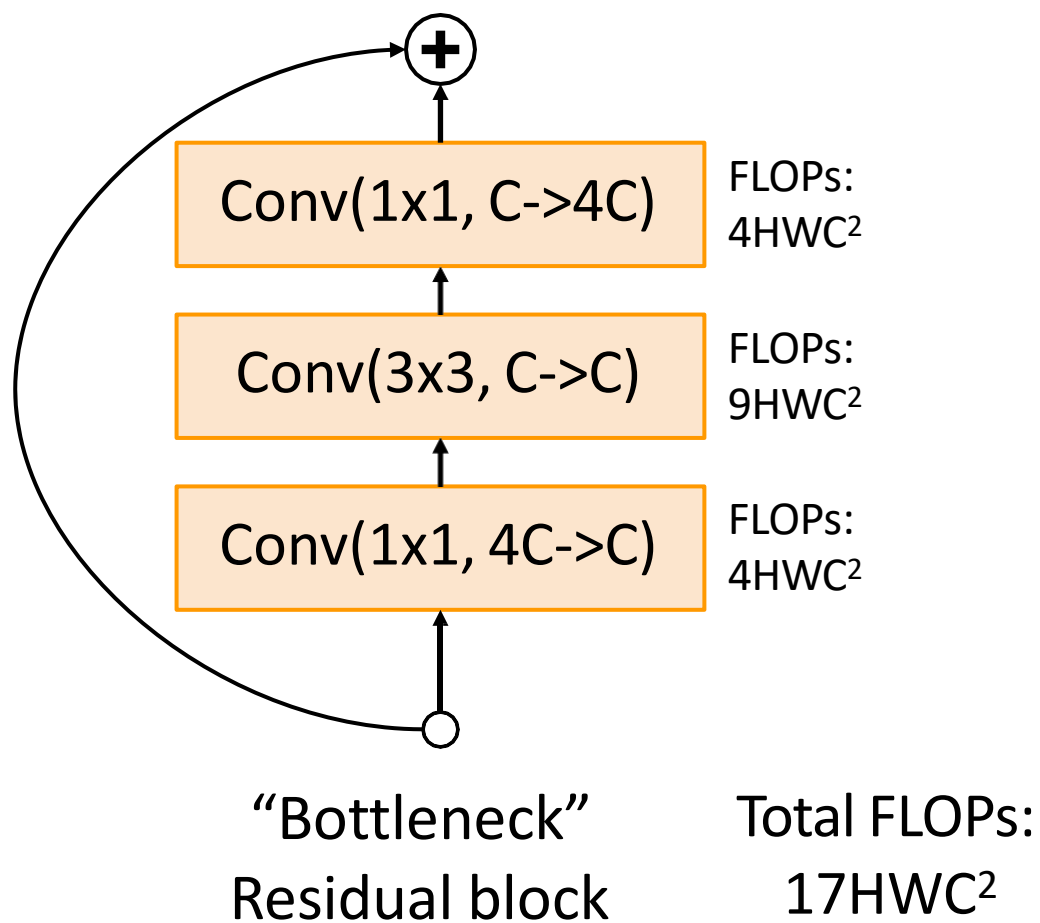 +
Conv(1x1, C->4C)
FLOPs:
4HWC²
Conv(3x3, C->C)
FLOPs:
9HWC²
Conv(1x1, 4C->C)
FLOPs:
4HWC²
“Bottleneck”
Residual block
Total FLOPs:
17HWC²